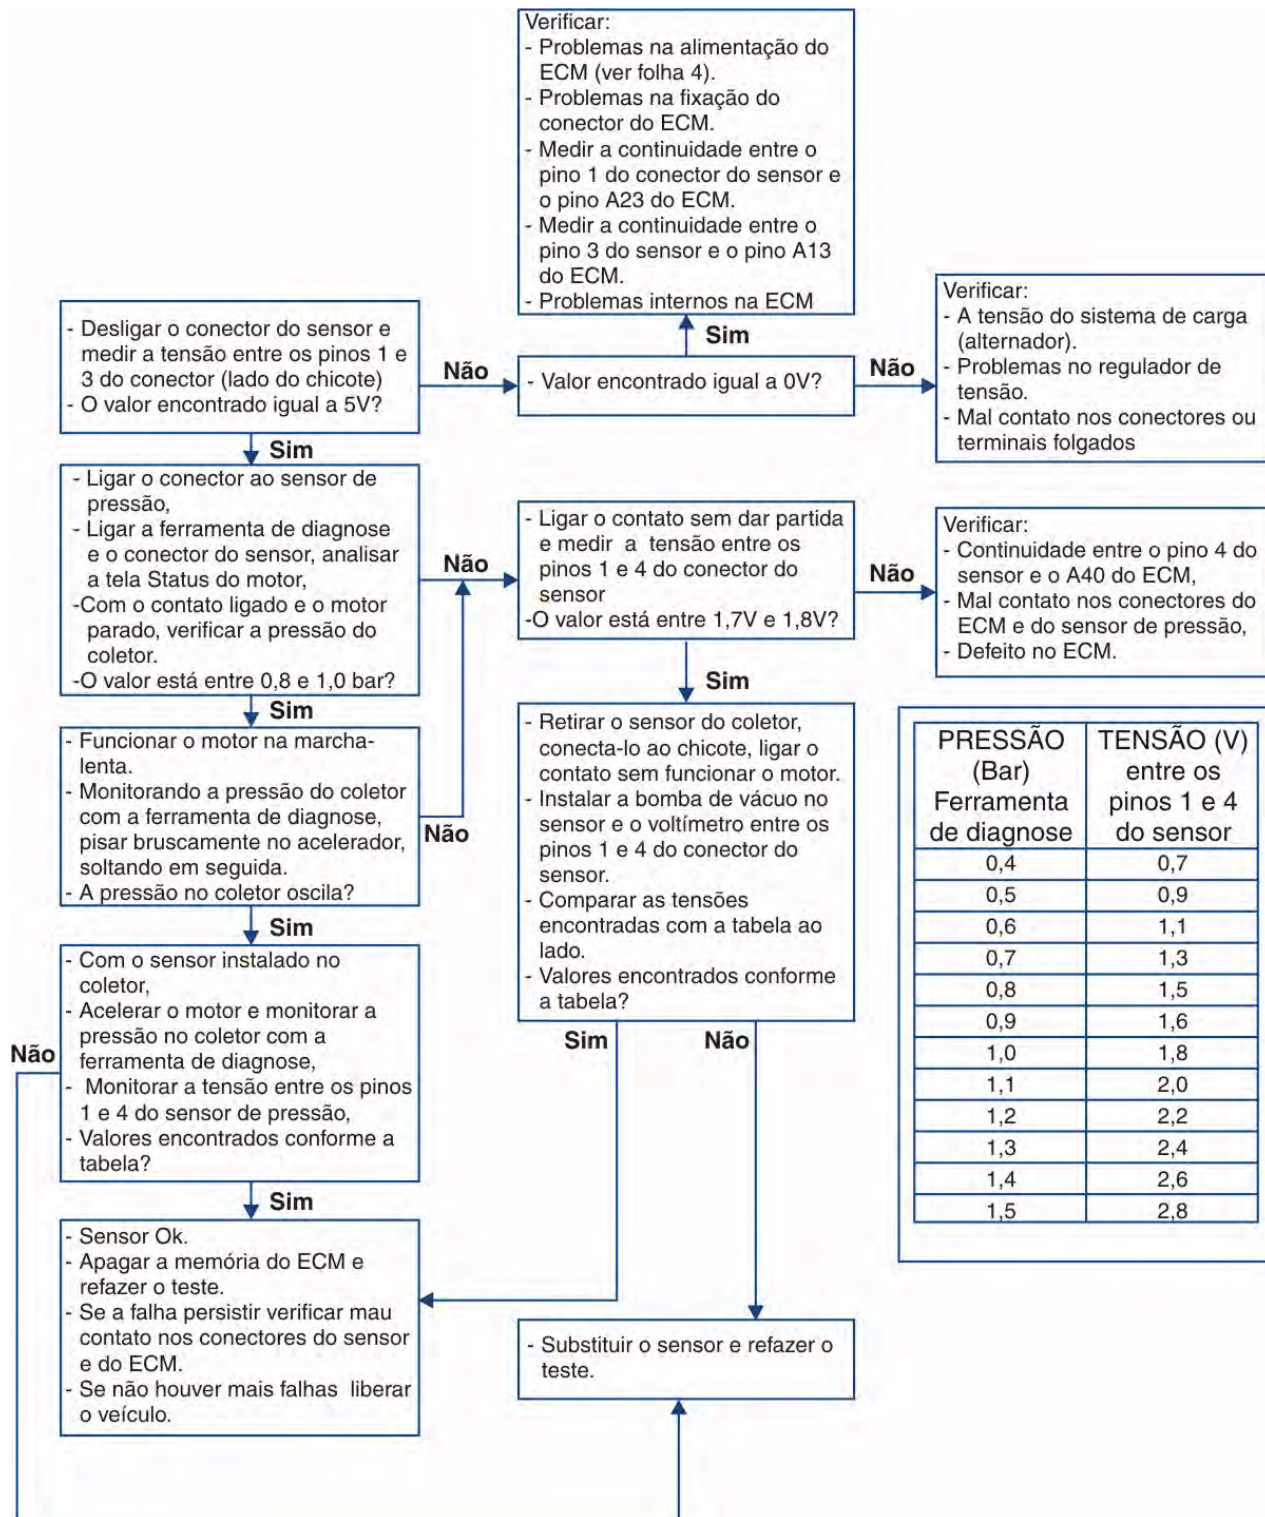 Verificar:
- Problemas na alimentação do
ECM (ver folha 4).
- Problemas na fixação do
conector do ECM.
- Medir a continuidade entre o
pino 1 do conector do sensor e
o pino A23 do ECM.
- Medir a continuidade entre o
pino 3 do sensor e o pino A13
do ECM.
- Problemas internos na ECM
Sim
- Desligar o conector do sensor e
medir a tensão entre os pinos 1 e
3 do conector (lado do chicote)
- O valor encontrado igual a 5V?
Não
- Valor encontrado igual a 0V?
Não
Verificar:
- A tensão do sistema de carga
(alternador).
- Problemas no regulador de
tensão.
- Mal contato nos conectores ou
terminais folgados
Sim
- Ligar o conector ao sensor de
pressão,
- Ligar a ferramenta de diagnose
e o conector do sensor, analisar
a tela Status do motor,
-Com o contato ligado e o motor
parado, verificar a pressão do
coletor.
-O valor está entre 0,8 e 1,0 bar?
Não
- Ligar o contato sem dar partida
e medir a tensão entre os
pinos 1 e 4 do conector do
sensor
-O valor está entre 1,7V e 1,8V?
Não
Verificar:
- Continuidade entre o pino 4 do
sensor e o A40 do ECM,
- Mal contato nos conectores do
ECM e do sensor de pressão,
- Defeito no ECM.
Sim
- Funcionar o motor na marcha-
lenta.
- Monitorando a pressão do coletor
com a ferramenta de diagnose,
pisar bruscamente no acelerador,
soltando em seguida.
- A pressão no coletor oscila?
Não
Sim
- Retirar o sensor do coletor,
conecta-lo ao chicote, ligar o
contato sem funcionar o motor.
- Instalar a bomba de vácuo no
sensor e o voltímetro entre os
pinos 1 e 4 do conector do
sensor.
- Comparar as tensões
encontradas com a tabela ao
lado.
- Valores encontrados conforme
a tabela?
Sim
Não
PRESSÃO
(Bar)
Ferramenta
de diagnose
TENSÃO (V)
entre os
pinos 1 e 4
do sensor
0,4 0,7
0,5 0,9
0,6 1,1
0,7 1,3
0,8 1,5
0,9 1,6
1,0 1,8
1,1 2,0
1,2 2,2
1,3 2,4
1,4 2,6
1,5 2,8
Sim
- Com o sensor instalado no
coletor,
- Acelerar o motor e monitorar a
pressão no coletor com a
ferramenta de diagnose,
- Monitorar a tensão entre os pinos
1 e 4 do sensor de pressão,
- Valores encontrados conforme a
tabela?
Não
Sim
- Sensor Ok.
- Apagar a memória do ECM e
refazer o teste.
- Se a falha persistir verificar mau
contato nos conectores do sensor
e do ECM.
- Se não houver mais falhas liberar
o veículo.
- Substituir o sensor e refazer o
teste.